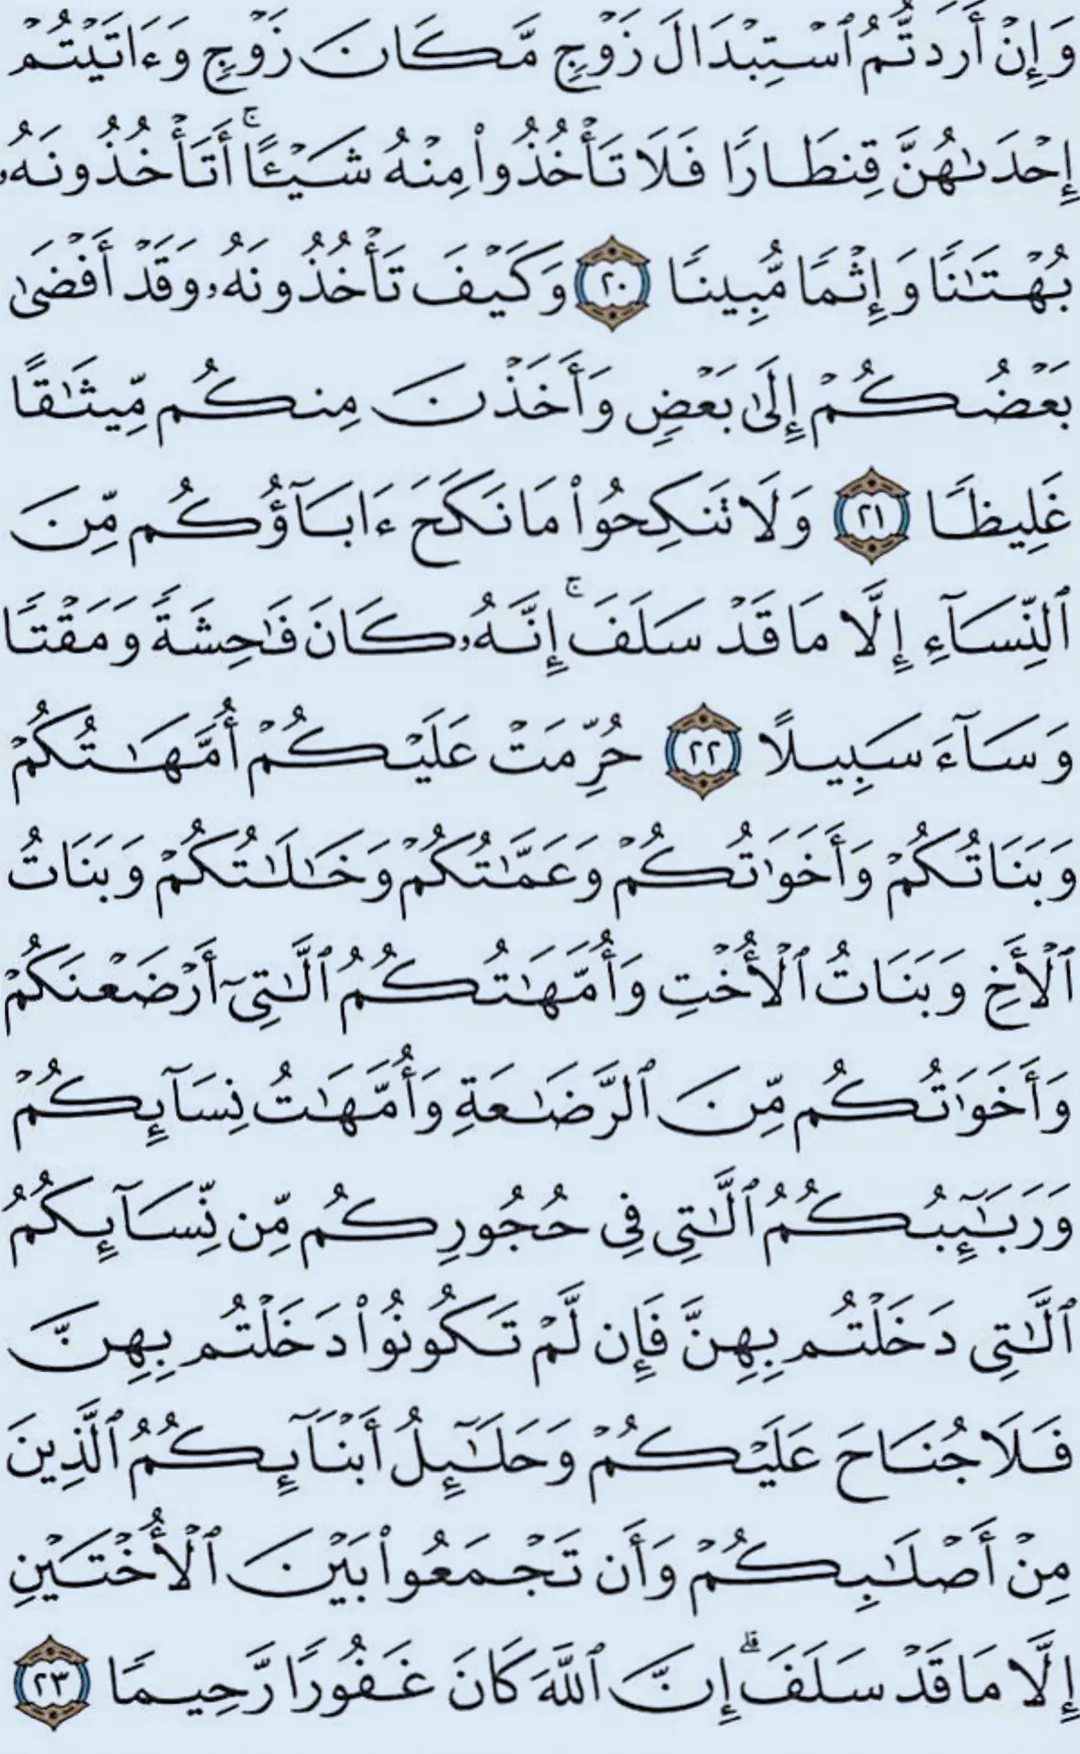 وَإِنْ أَرَدتُّمُ ٱسْتِبْدَالَ زَوْجٍ مَّكَانَ زَوْجٍ وَءَاتَيْتُمْ
إِحْدَىٰهُنَّ قِنطَارًا فَلَا تَأْخُذُوا۟ مِنْهُ شَيْـًٔا ۚ أَتَأْخُذُونَهُۥ
بُهْتَـٰنًا وَإِثْمًا مُّبِينًا ٢٠ وَكَيْفَ تَأْخُذُونَهُۥ وَقَدْ أَفْضَىٰ
بَعْضُكُمْ إِلَىٰ بَعْضٍ وَأَخَذْنَ مِنكُم مِّيثَـٰقًا
غَلِيظًا ٢١ وَلَا تَنكِحُوا۟ مَا نَكَحَ ءَابَآؤُكُم مِّنَ
ٱلنِّسَآءِ إِلَّا مَا قَدْ سَلَفَ ۚ إِنَّهُۥ كَانَ فَـٰحِشَةً وَمَقْتًا
وَسَآءَ سَبِيلًا ٢٢ حُرِّمَتْ عَلَيْكُمْ أُمَّهَـٰتُكُمْ
وَبَنَاتُكُمْ وَأَخَوَٰتُكُمْ وَعَمَّـٰتُكُمْ وَخَـٰلَـٰتُكُمْ وَبَنَاتُ
ٱلْأَخِ وَبَنَاتُ ٱلْأُخْتِ وَأُمَّهَـٰتُكُمُ ٱلَّـٰتِىٓ أَرْضَعْنَكُمْ
وَأَخَوَٰتُكُم مِّنَ ٱلرَّضَـٰعَةِ وَأُمَّهَـٰتُ نِسَآئِكُمْ
وَرَبَـٰٓئِبُكُمُ ٱلَّـٰتِى فِى حُجُورِكُم مِّن نِّسَآئِكُمُ
ٱلَّـٰتِى دَخَلْتُم بِهِنَّ فَإِن لَّمْ تَكُونُوا۟ دَخَلْتُم بِهِنَّ
فَلَا جُنَاحَ عَلَيْكُمْ وَحَلَـٰٓئِلُ أَبْنَآئِكُمُ ٱلَّذِينَ
مِنْ أَصْلَـٰبِكُمْ وَأَن تَجْمَعُوا۟ بَيْنَ ٱلْأُخْتَيْنِ
إِلَّا مَا قَدْ سَلَفَ ۗ إِنَّ ٱللَّهَ كَانَ غَفُورًا رَّحِيمًا ٢٣